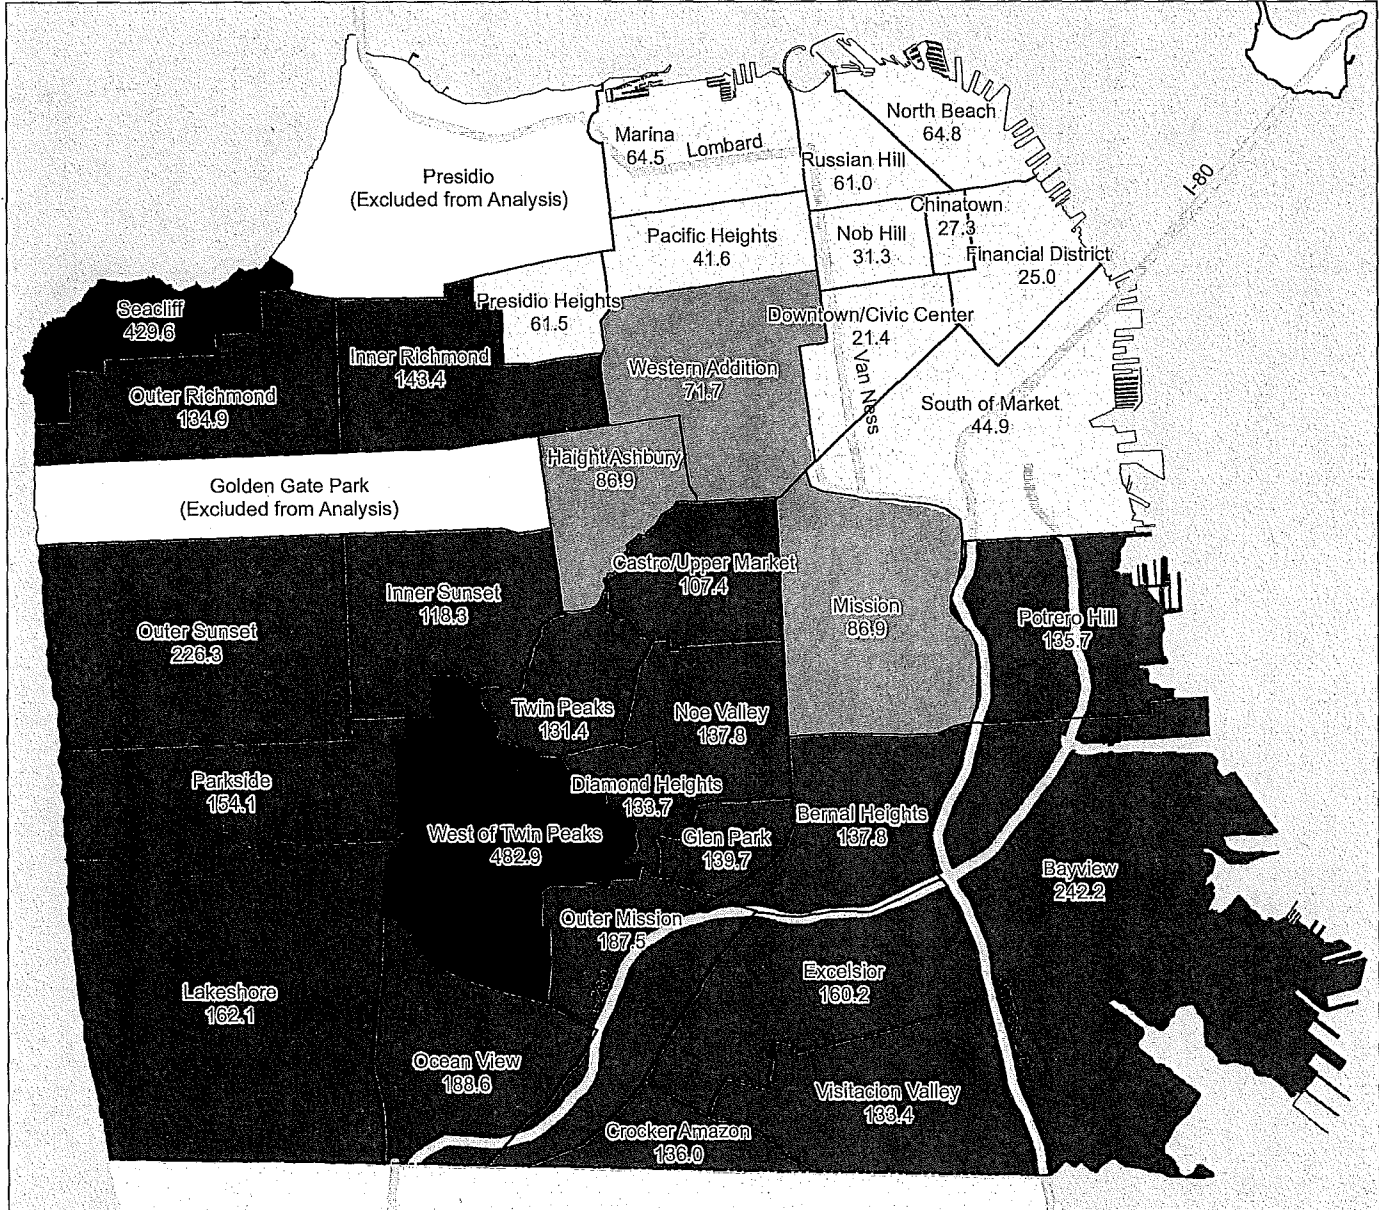 North Beach
64.8
Marina
64.5
Lombard
Russian Hill
61.0
I-80
Presidio
(Excluded from Analysis)
Chinatown
27.3
Pacific Heights
41.6
Nob Hill
31.3
Financial District
25.0
Seacliff
429.6
Presidio Heights
61.5
Downtown/Civic Center
21.4
Inner Richmond
143.4
Western Addition
71.7
Van Ness
Outer Richmond
134.9
South of Market
44.9
Haight Ashbury
86.9
Golden Gate Park
(Excluded from Analysis)
Castro/Upper Market
107.4
Inner Sunset
118.3
Mission
86.9
Potrero Hill
135.7
Outer Sunset
226.3
Twin Peaks
131.4
Noe Valley
137.8
Parkside
154.1
Diamond Heights
133.7
Bernal Heights
137.8
West of Twin Peaks
482.9
Glen Park
139.7
Bayview
242.2
Outer Mission
187.5
Excelsior
160.2
Lakeshore
162.1
Ocean View
188.6
Visitacion Valley
133.4
Crocker Amazon
136.0